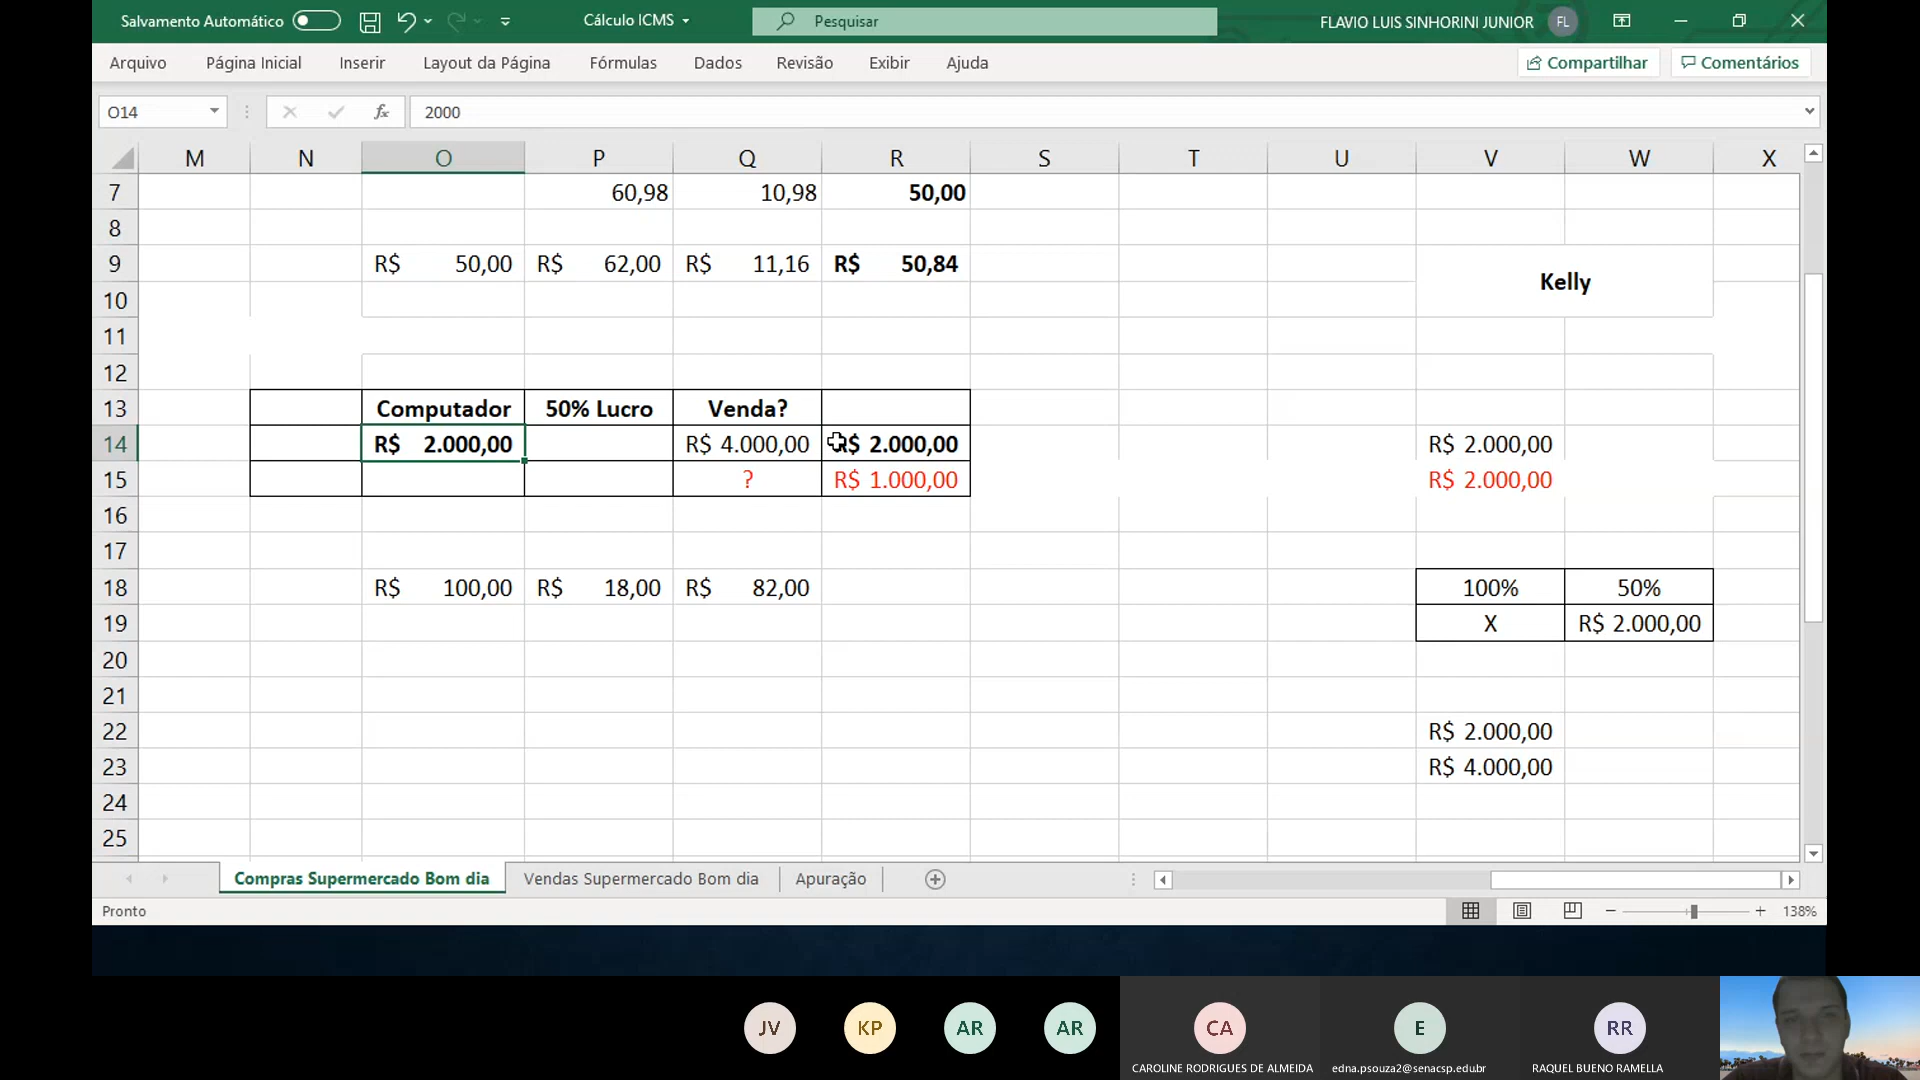 Salvamento Automático
Cálculo ICMS
Pesquisar
FLAVIO LUIS SINHORINI JUNIOR
FL
Arquivo
Página Inicial
Inserir
Layout da Página
Fórmulas
Dados
Revisão
Exibir
Ajuda
Compartilhar
Comentários
O14
fx
2000
M N O P Q R S T U V W X
7 60,98 10,98 50,00
8
9 R$ 50,00 R$ 62,00 R$ 11,16 R$ 50,84
Kelly
10
11
12
13 Computador 50% Lucro Venda?
14 R$ 2.000,00 R$ 4.000,00 R$ 2.000,00 R$ 2.000,00
15 ? R$ 1.000,00 R$ 2.000,00
16
17
18 R$ 100,00 R$ 18,00 R$ 82,00 100% 50%
19 X R$ 2.000,00
20
21
22 R$ 2.000,00
23 R$ 4.000,00
24
25
Compras Supermercado Bom dia
Vendas Supermercado Bom dia
Apuração
Pronto
138%
JV
KP
AR
AR
CA
E
RR
CAROLINE RODRIGUES DE ALMEIDA
edna.psouza2@senacsp.edu.br
RAQUEL BUENO RAMELLA